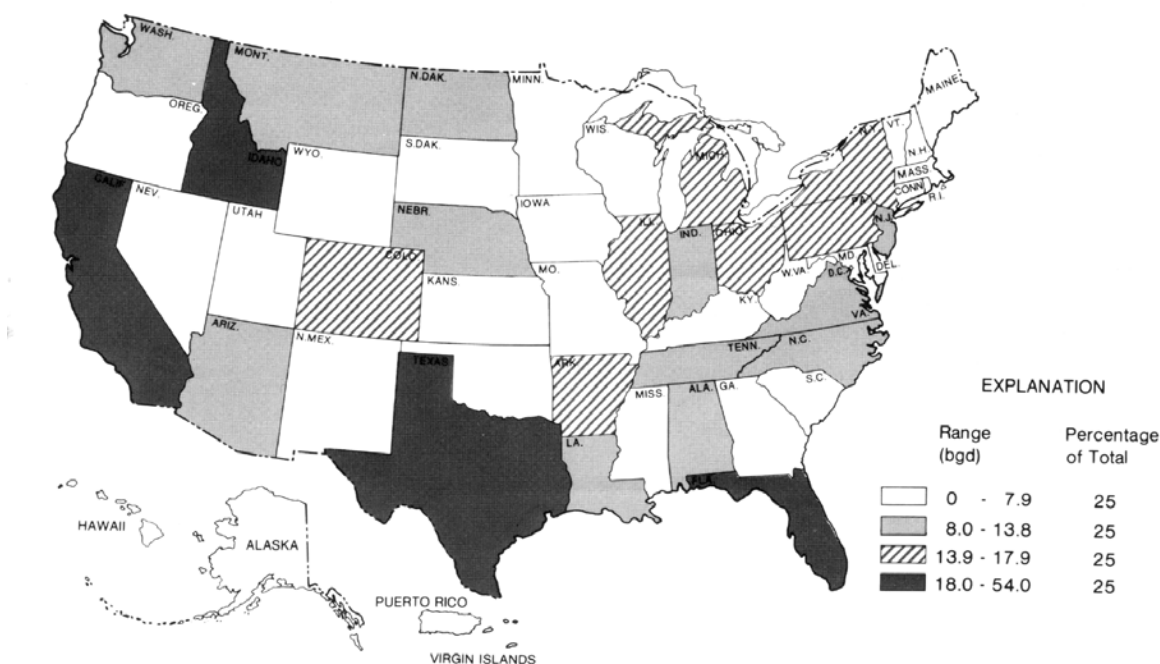 WASH.
MONT.
N.DAK.
MINN.
MAINE
OREG.
IDAHO
WYO.
S.DAK.
WIS.
MICH.
N.Y.
VT.
N.H.
MASS.
CONN.
R.I.
CALIF.
NEV.
UTAH
COLO.
NEBR.
IOWA
ILL.
IND.
OHIO
PA.
N.J.
KANS.
MO.
KY.
W.VA.
MD.
DEL.
D.C.
VA.
ARIZ.
N.MEX.
TEXAS
ARK.
TENN.
N.C.
S.C.
LA.
MISS.
ALA.
GA.
HAWAII
ALASKA
PUERTO RICO
VIRGIN ISLANDS
EXPLANATION
Range Percentage
(bgd) of Total
0 - 7.9 25
8.0 - 13.8 25
13.9 - 17.9 25
18.0 - 54.0 25